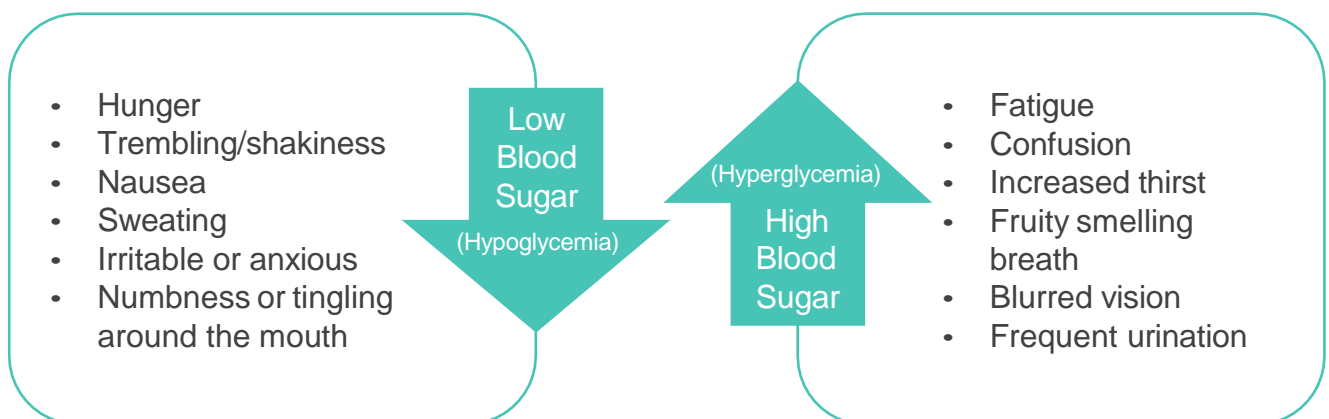 • Hunger
• Trembling/shakiness
• Nausea
• Sweating
• Irritable or anxious
• Numbness or tingling
around the mouth
Low
Blood
Sugar
(Hypoglycemia)
(Hyperglycemia)
High
Blood
Sugar
• Fatigue
• Confusion
• Increased thirst
• Fruity smelling
breath
• Blurred vision
• Frequent urination